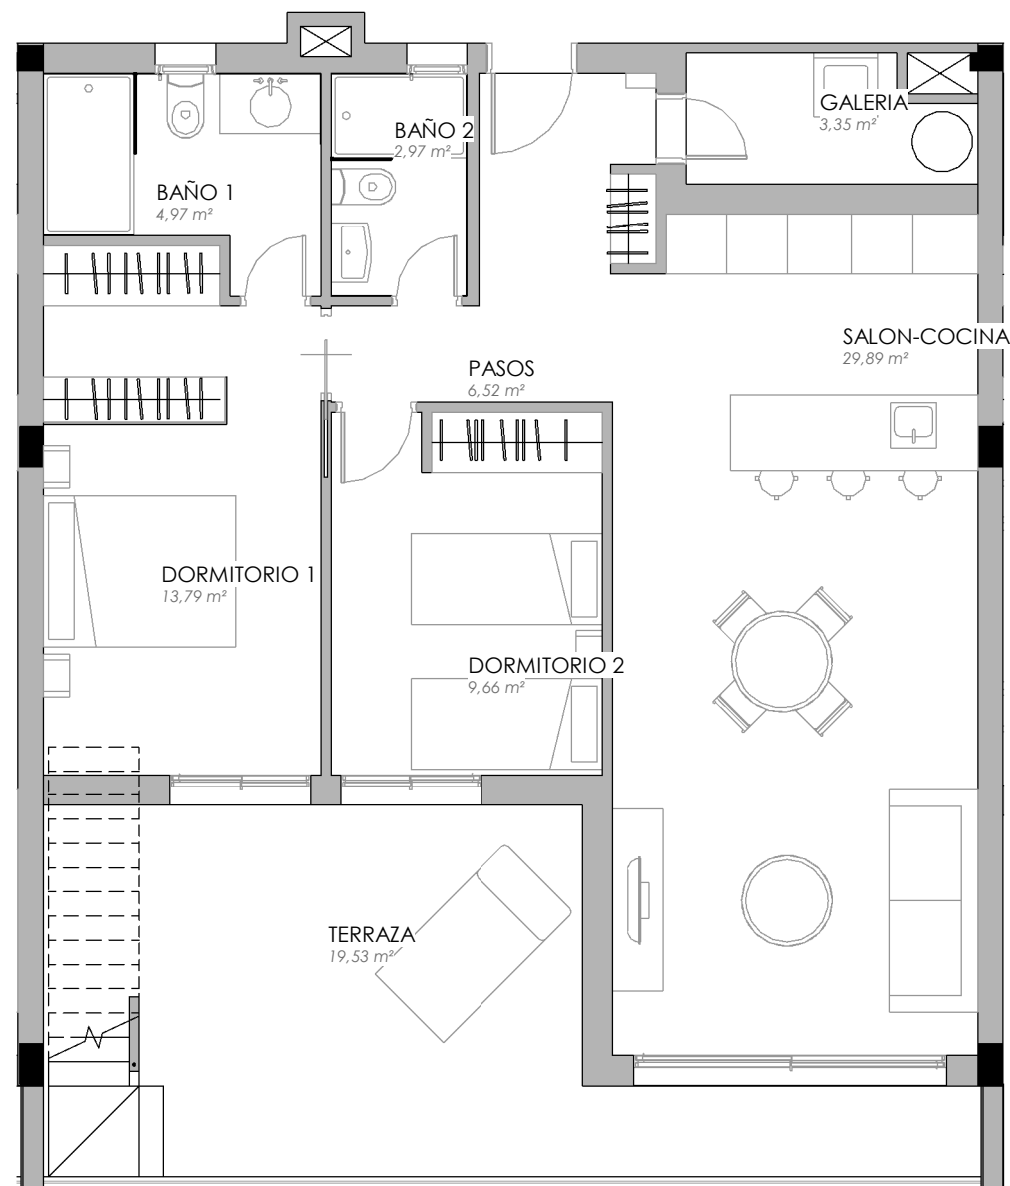 GALERIA
3,35 m²
BAÑO 2
2,97 m²
BAÑO 1
4,97 m²
SALON-COCINA
29,89 m²
PASOS
6,52 m²
DORMITORIO 1
13,79 m²
DORMITORIO 2
9,66 m²
TERRAZA
19,53 m²